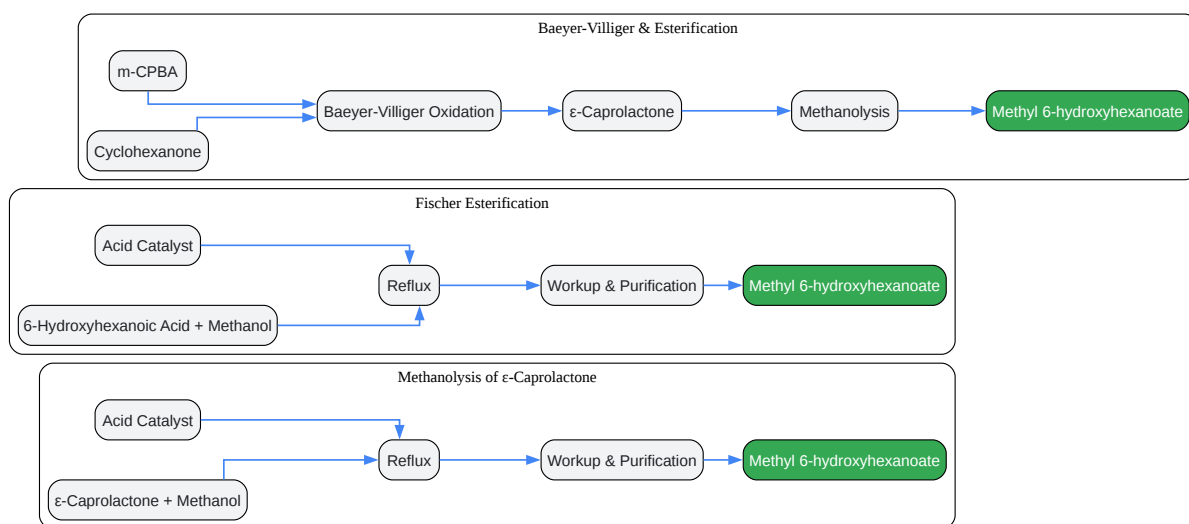 Baeyer-Villiger & Esterification
m-CPBA
Cyclohexanone
Baeyer-Villiger Oxidation
ε-Caprolactone
Methanolysis
Methyl 6-hydroxyhexanoate
Fischer Esterification
Acid Catalyst
6-Hydroxyhexanoic Acid + Methanol
Reflux
Workup & Purification
Methyl 6-hydroxyhexanoate
Methanolysis of ε-Caprolactone
Acid Catalyst
ε-Caprolactone + Methanol
Reflux
Workup & Purification
Methyl 6-hydroxyhexanoate